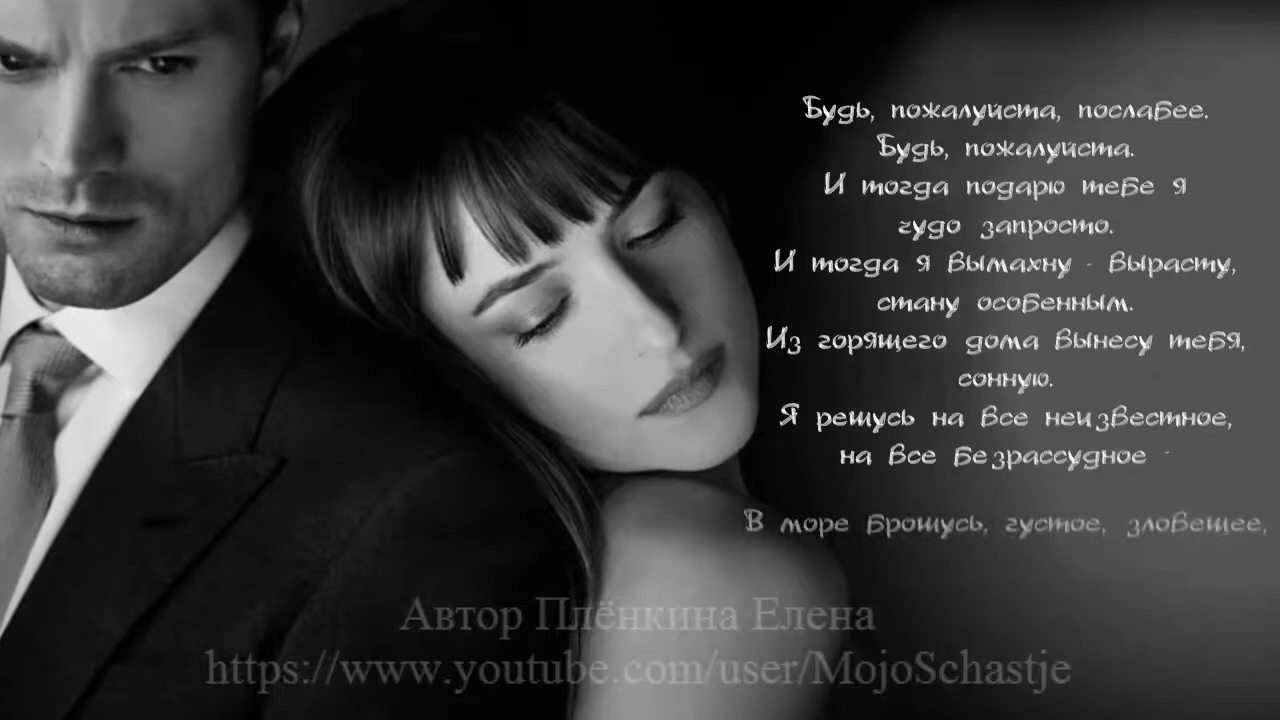 Будь, пожалуйста, послабее.
Будь, пожалуйста.
И тогда подарю тебе я
чудо запросто.
И тогда я вымахну - вырасту,
стану особенным.
Из горящего дома вынесу тебя,
сонную.
Я решусь на все неизвестное,
на все безрассудное -
В море брошусь, густое, зловещее,
Автор Плёнкина Елена
https://www.youtube.com/user/MojoSchastje